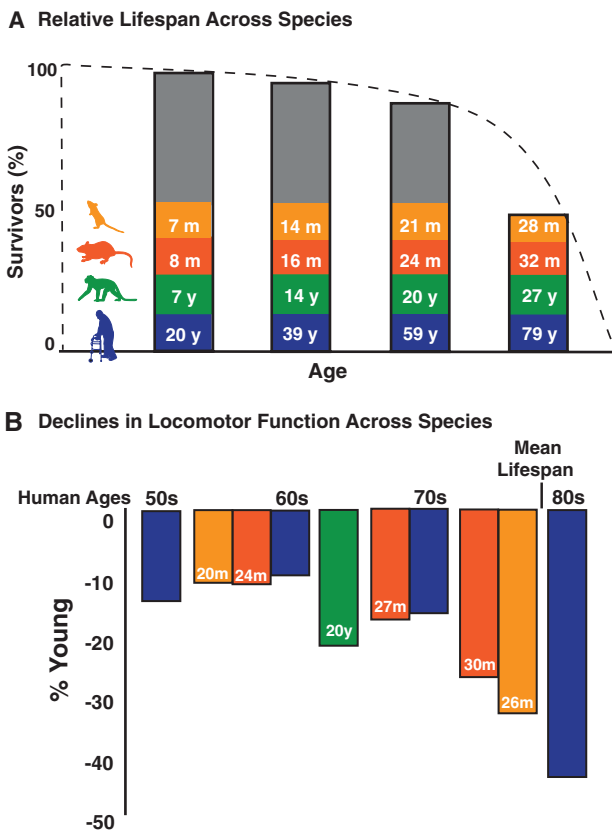 A Relative Lifespan Across Species
100
50
0
Survivors (%)
7 m 14 m 21 m 28 m
8 m 16 m 24 m 32 m
7 y 14 y 20 y 27 y
20 y 39 y 59 y 79 y
Age
B Declines in Locomotor Function Across Species
Mean
Lifespan
Human Ages 50s 60s 70s 80s
0
-10
-20
-30
-40
-50
% Young
20m 24m 20y 27m 30m 26m